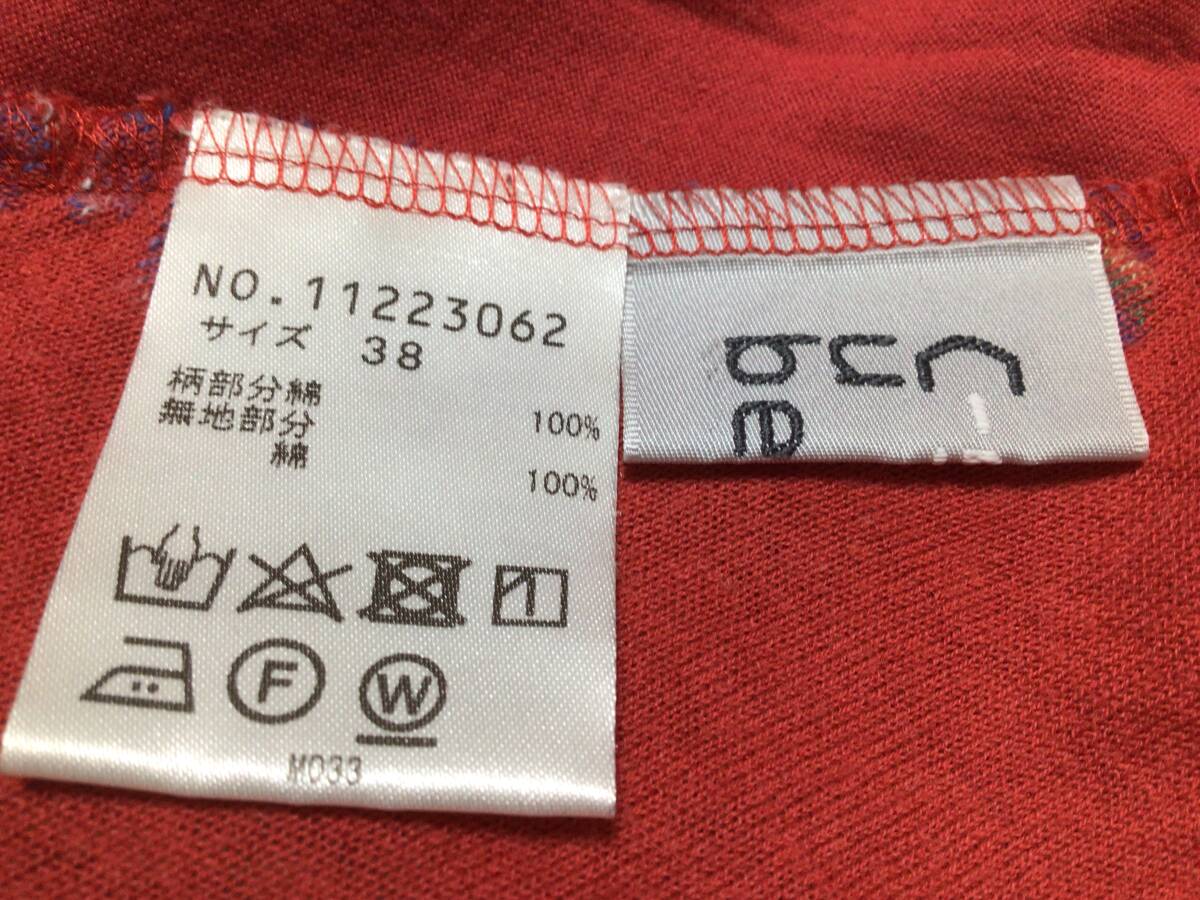 NO.11223062
サイズ 38
柄部分綿 100%
無地部分
綿 100%
F
W
M033